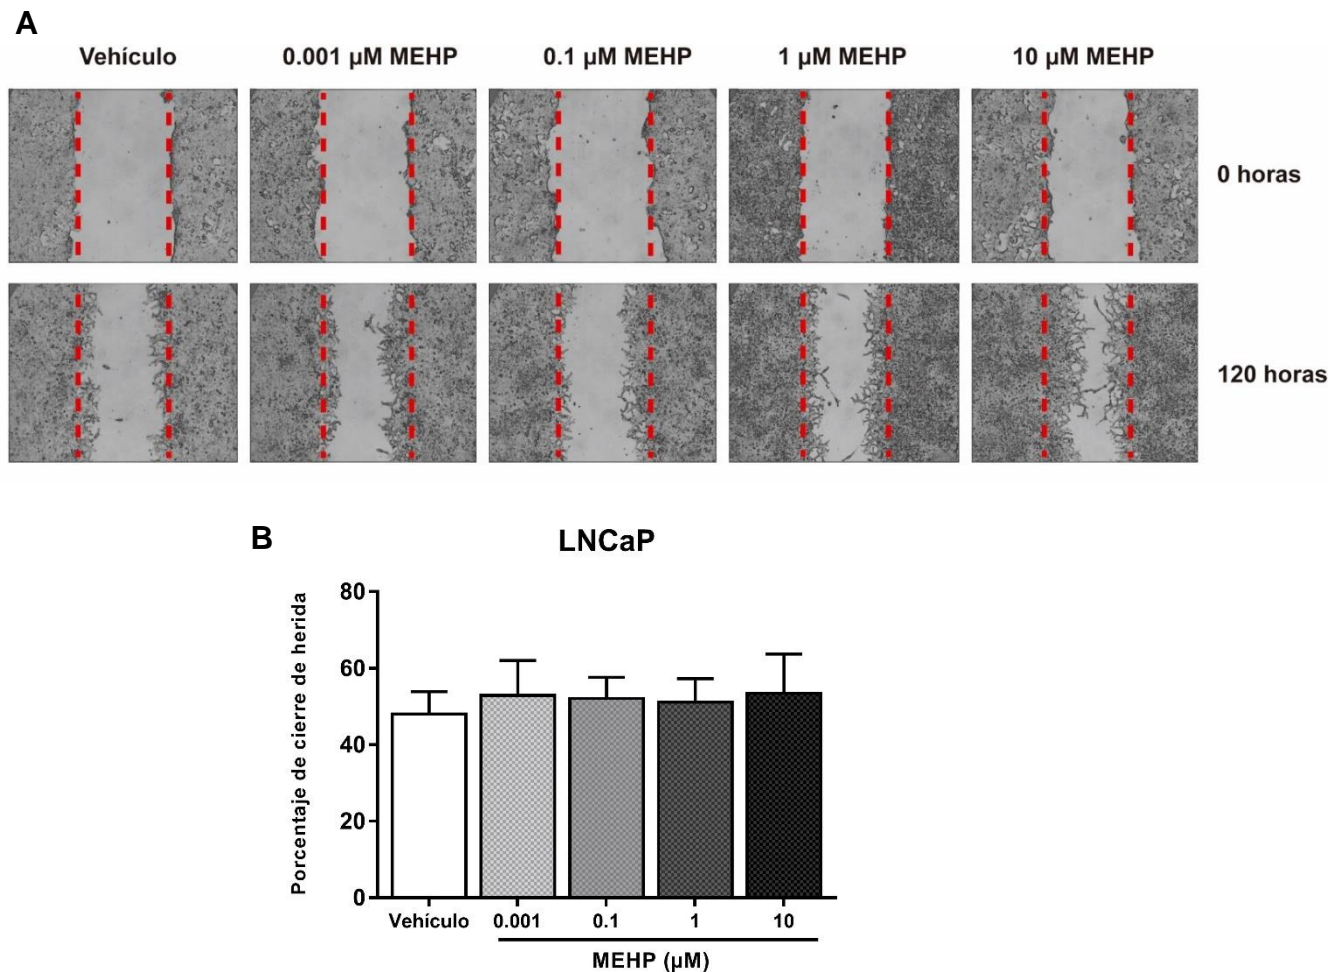 A
Vehículo 0.001 µM MEHP 0.1 µM MEHP 1 µM MEHP 10 µM MEHP
0 horas
120 horas
B
LNCaP
Porcentaje de cierre de herida
80
60
40
20
0
Vehículo 0.001 0.1 1 10
MEHP (µM)